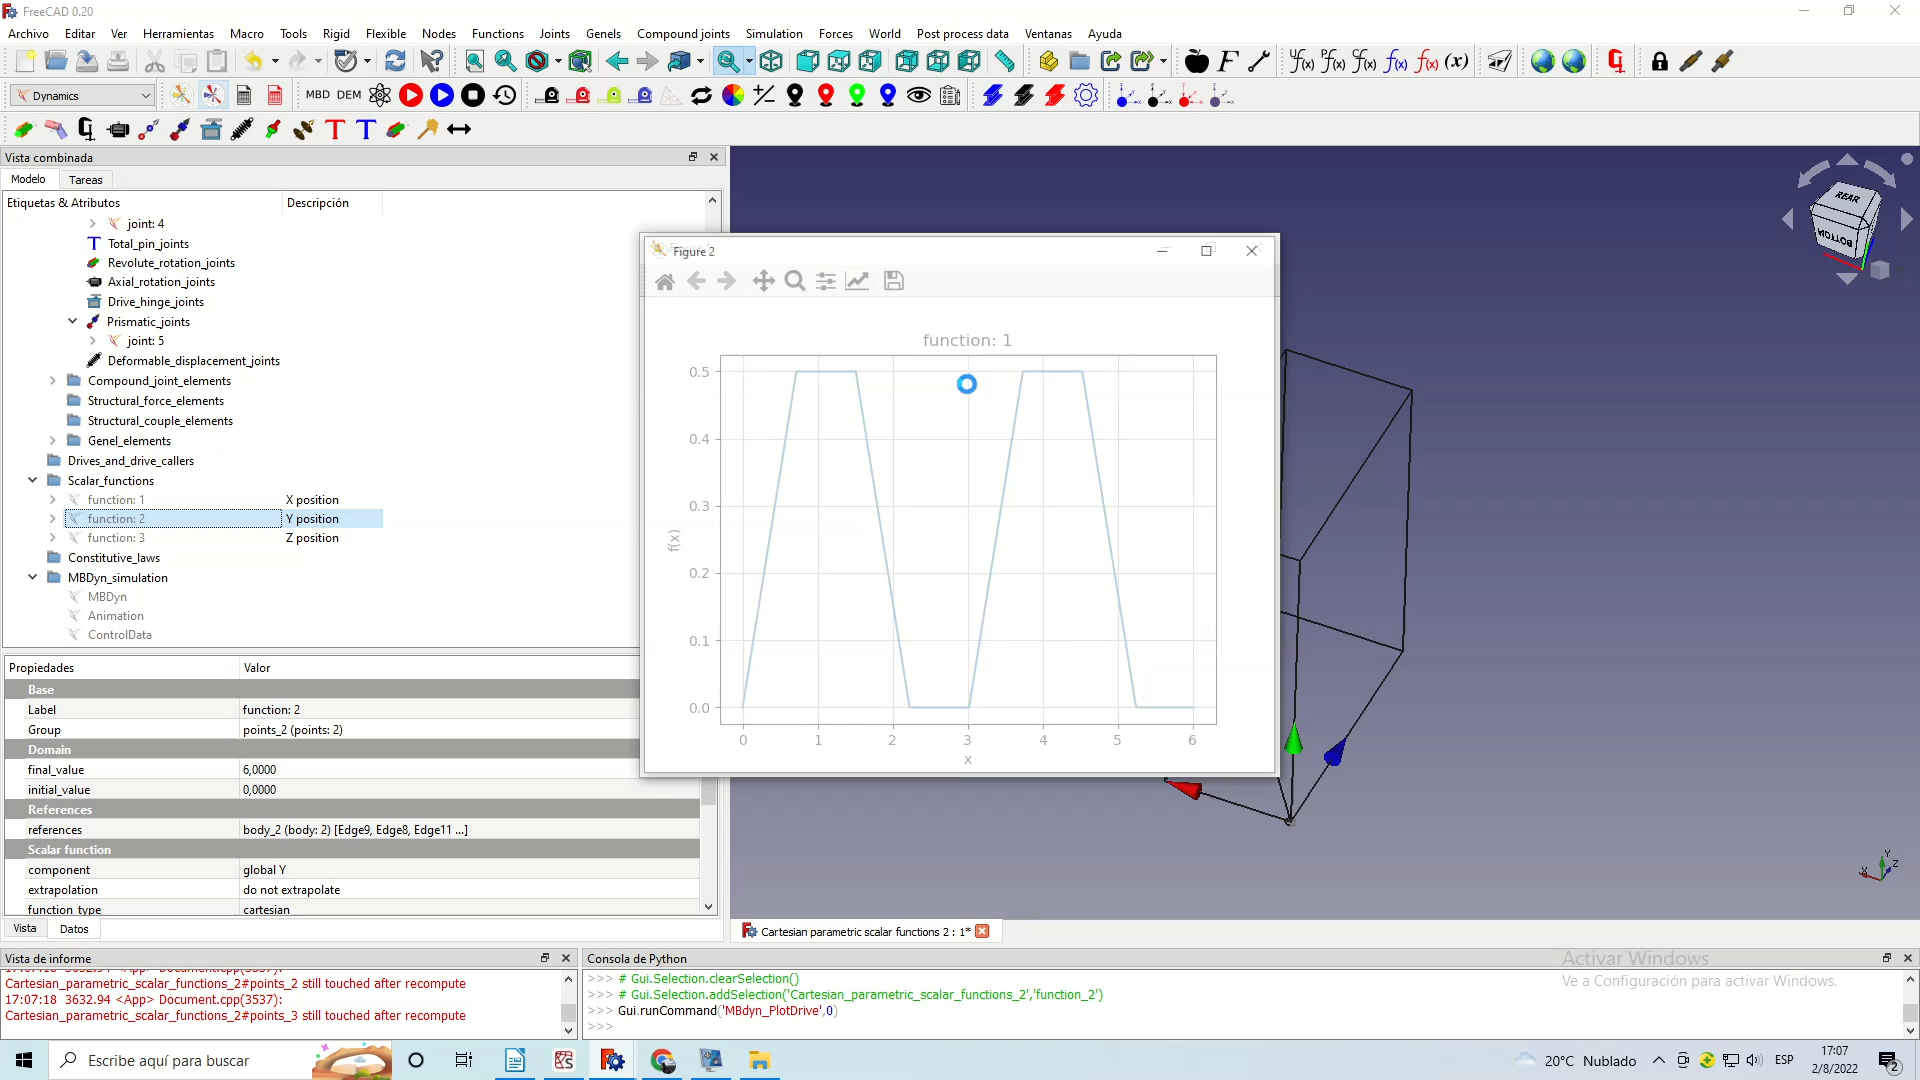 FreeCAD 0.20
Archivo Editar Ver Herramientas Macro Tools Rigid Flexible Nodes Functions Joints Genels Compound joints Simulation Forces World Post process data Ventanas Ayuda
Dynamics
MBD DEM
Vista combinada
Modelo Tareas
Etiquetas & Atributos Descripción
joint: 4
Total_pin_joints
Revolute_rotation_joints
Axial_rotation_joints
Drive_hinge_joints
Prismatic_joints
joint: 5
Deformable_displacement_joints
Compound_joint_elements
Structural_force_elements
Structural_couple_elements
Genel_elements
Drives_and_drive_callers
Scalar_functions
function: 1 X position
function: 2 Y position
function: 3 Z position
Constitutive_laws
MBDyn_simulation
MBDyn
Animation
ControlData
Propiedades Valor
Base
Label function: 2
Group points_2 (points: 2)
Domain
final_value 6,0000
initial_value 0,0000
References
references body_2 (body: 2) [Edge9, Edge8, Edge11 ...]
Scalar function
component global Y
extrapolation do not extrapolate
function type cartesian
Vista Datos
Figure 2
function: 1
0.5
0.4
0.3
0.2
0.1
0.0
f(x)
0 1 2 3 4 5 6
x
REAR
BOTTOM
Y
Z
X
Cartesian parametric scalar functions 2 : 1*
Vista de informe
17:07:18 3632.94 <App> Document.cpp(3537):
Cartesian_parametric_scalar_functions_2#points_2 still touched after recompute
17:07:18 3632.94 <App> Document.cpp(3537):
Cartesian_parametric_scalar_functions_2#points_3 still touched after recompute
Consola de Python
>>> # Gui.Selection.clearSelection()
>>> # Gui.Selection.addSelection('Cartesian_parametric_scalar_functions_2','function_2')
>>> Gui.runCommand('MBdyn_PlotDrive',0)
>>>
Activar Windows
Ve a Configuración para activar Windows.
Escribe aquí para buscar
20°C Nublado
ESP
17:07
2/8/2022
2